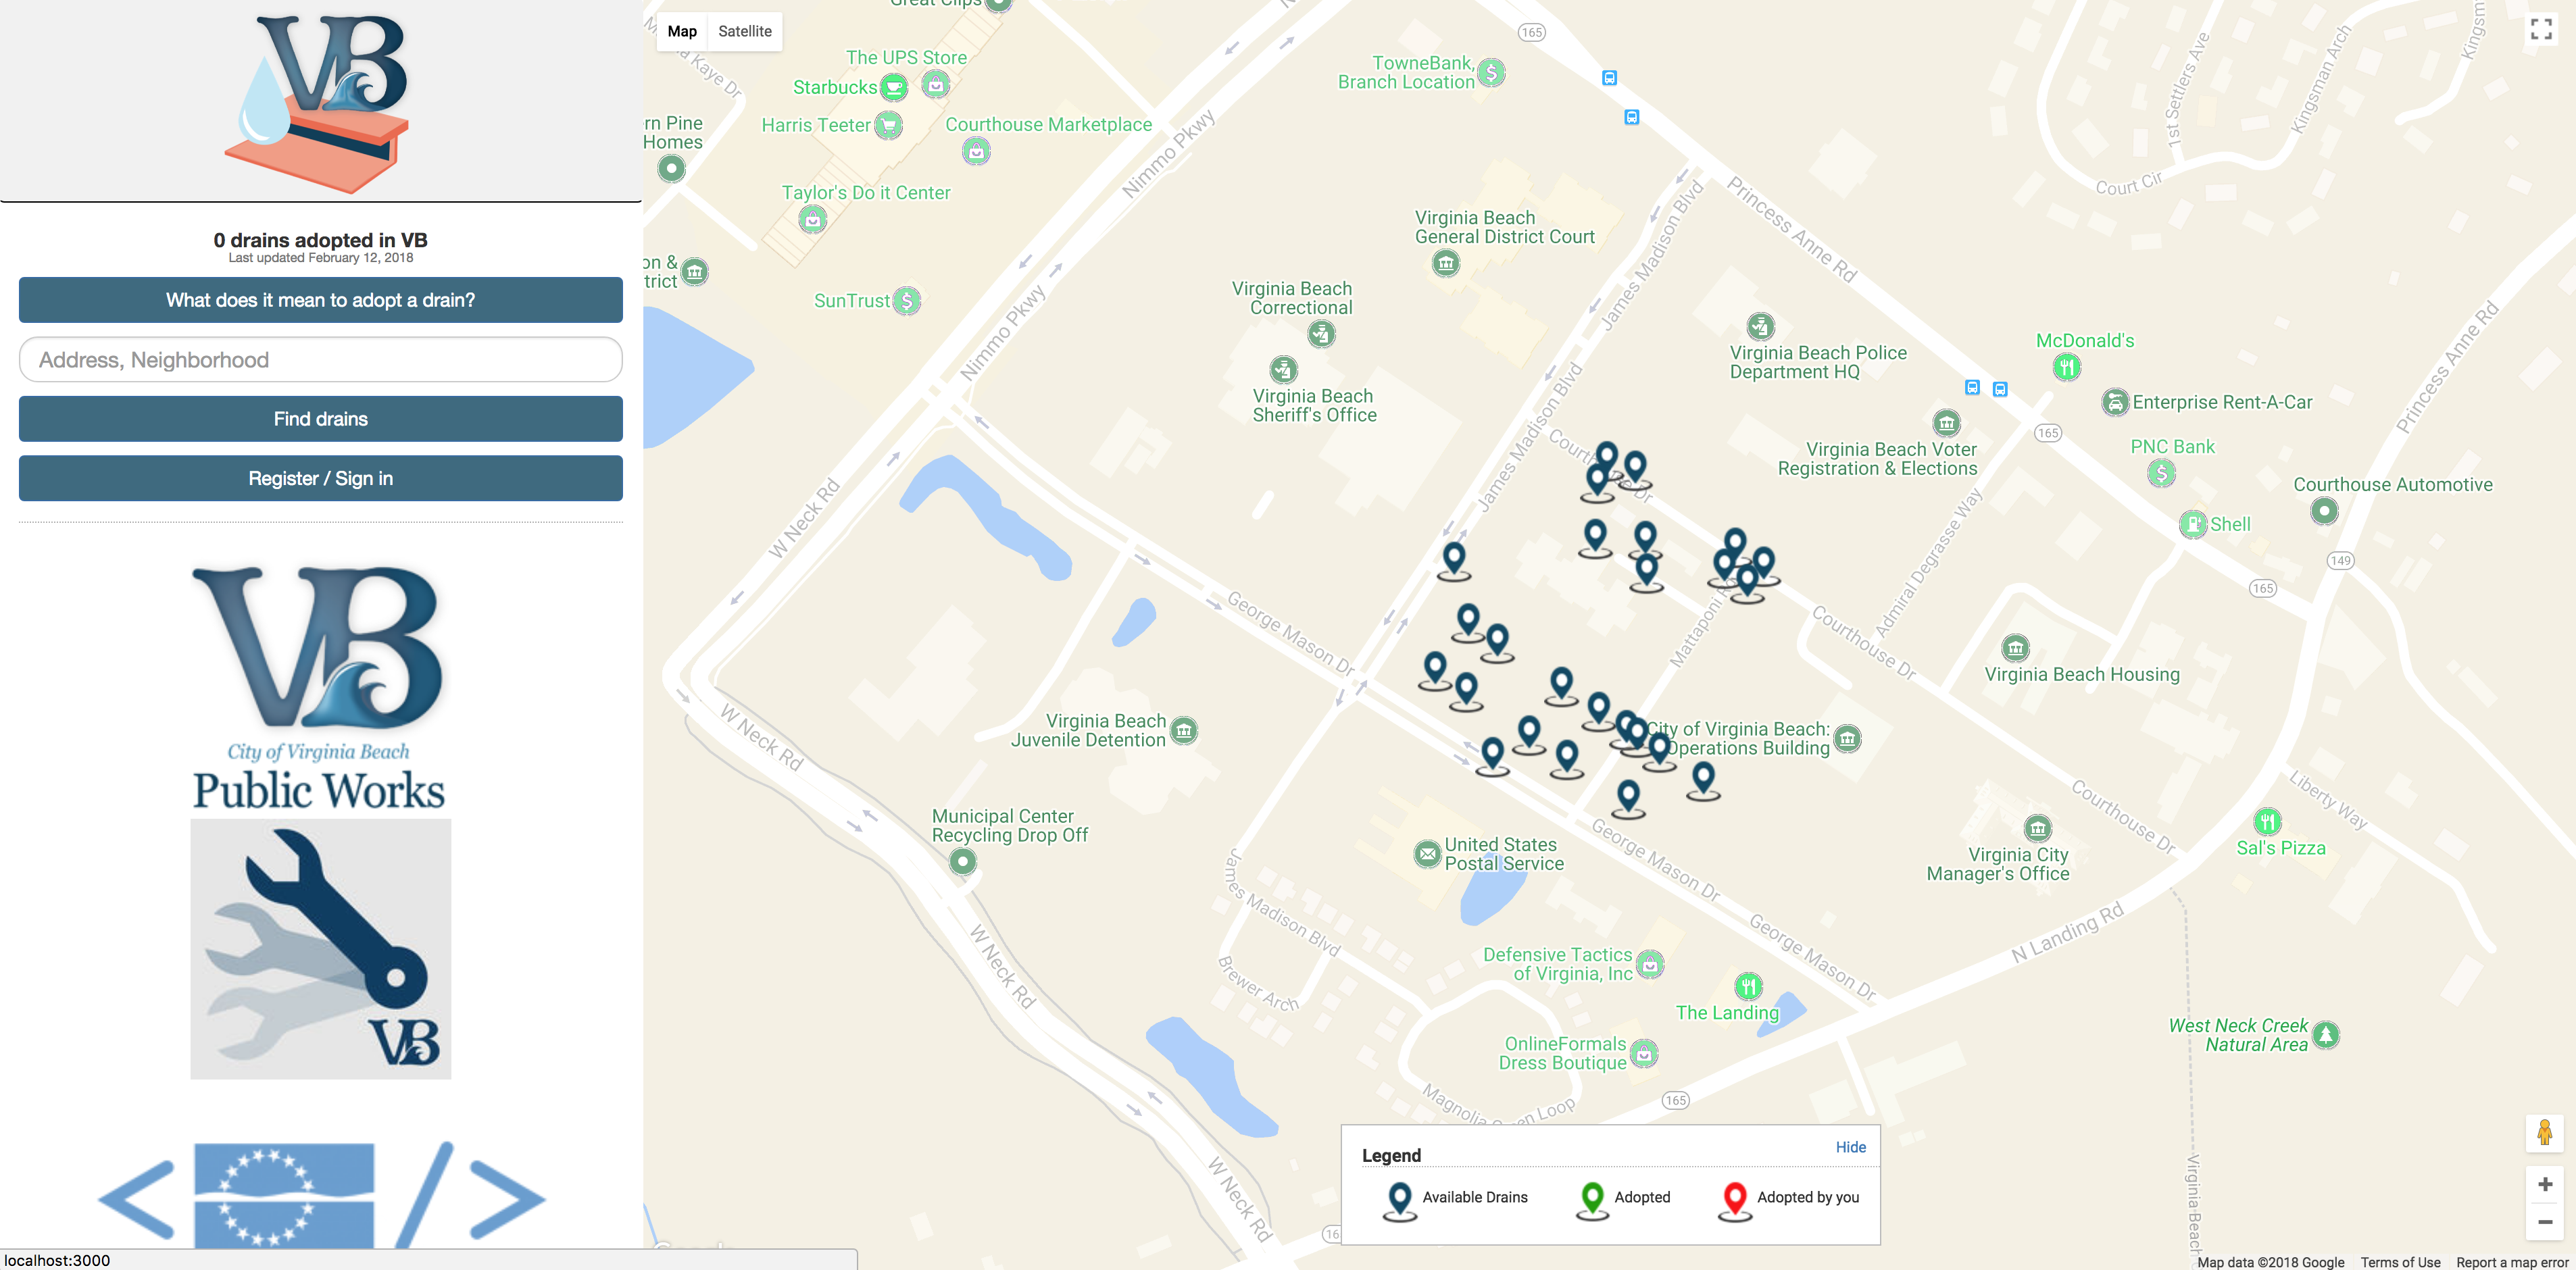 VB
0 drains adopted in VB
Last updated February 12, 2018
What does it mean to adopt a drain?
Address, Neighborhood
Find drains
Register / Sign in
VB
City of Virginia Beach
Public Works
VB
localhost:3000
Map
Satellite
Great Clips
165
Kaye Dr
The UPS Store
Starbucks
Harris Teeter
Courthouse Marketplace
rn Pine
Homes
Taylor's Do it Center
on &
trict
SunTrust
Nimmo Pkwy
Nimmo Pkwy
TowneBank,
Branch Location
Virginia Beach
General District Court
Virginia Beach
Correctional
Virginia Beach
Sheriff's Office
James Madison Blvd
James Madison Blvd
Princess Anne Rd
Princess Anne Rd
1st Settlers Ave
Kingsman Arch
Kingsm
Court Cir
Virginia Beach Police
Department HQ
McDonald's
Enterprise Rent-A-Car
165
PNC Bank
Virginia Beach Voter
Registration & Elections
Courthouse Automotive
Shell
149
165
Admiral Degrasse Way
Courthouse Dr
Virginia Beach Housing
W Neck Rd
George Mason Dr
W Neck Rd
Virginia Beach
Juvenile Detention
City of Virginia Beach:
Operations Building
Municipal Center
Recycling Drop Off
United States
Postal Service
George Mason Dr
George Mason Dr
Virginia City
Manager's Office
Courthouse Dr
Liberty Way
Sal's Pizza
N Landing Rd
James Madison Blvd
Brewer Arch
W Neck Rd
Defensive Tactics
of Virginia, Inc
The Landing
OnlineFormals
Dress Boutique
West Neck Creek
Natural Area
165
W Neck Rd
Virginia Beach
Legend
Hide
Available Drains
Adopted
Adopted by you
Map data ©2018 Google
Terms of Use
Report a map error